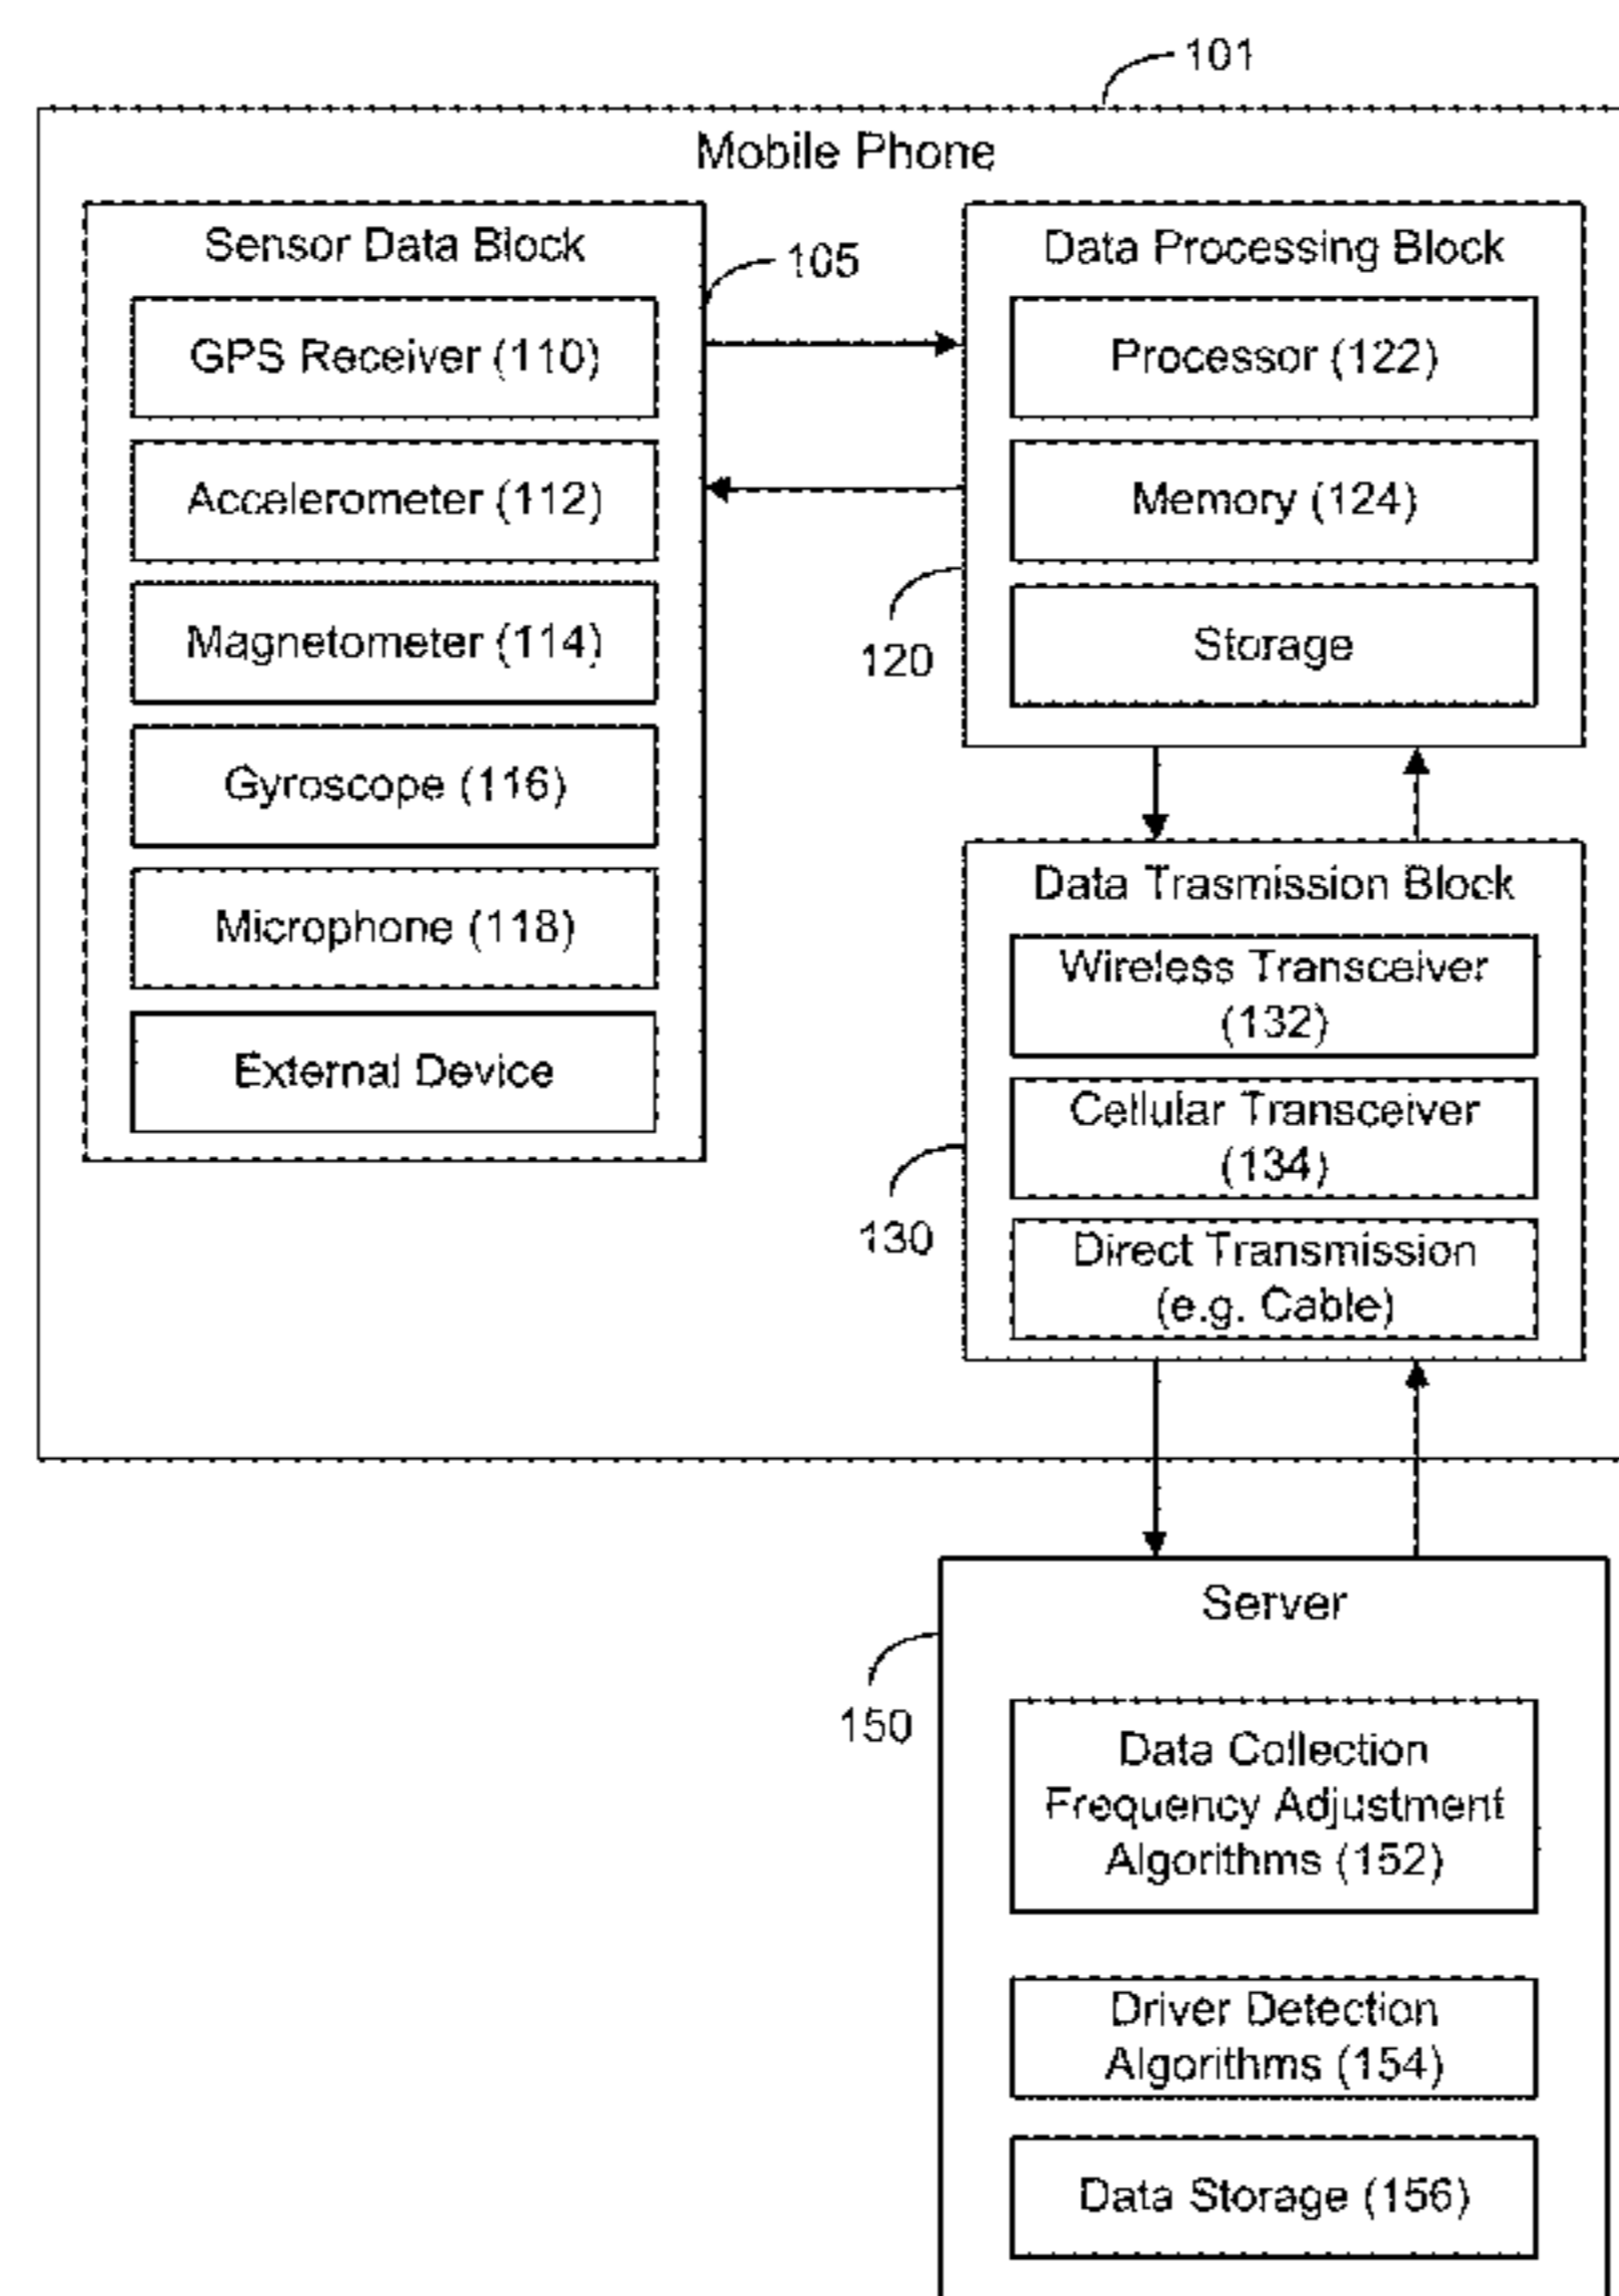 101
Mobile Phone
Sensor Data Block
105
GPS Receiver (110)
Accelerometer (112)
Magnetometer (114)
Gyroscope (116)
Microphone (118)
External Device
Data Processing Block
Processor (122)
Memory (124)
Storage
120
Data Trasmission Block
Wireless Transceiver
(132)
Cellular Transceiver
(134)
Direct Transmission
(e.g. Cable)
130
Server
150
Data Collection
Frequency Adjustment
Algorithms (152)
Driver Detection
Algorithms (154)
Data Storage (156)